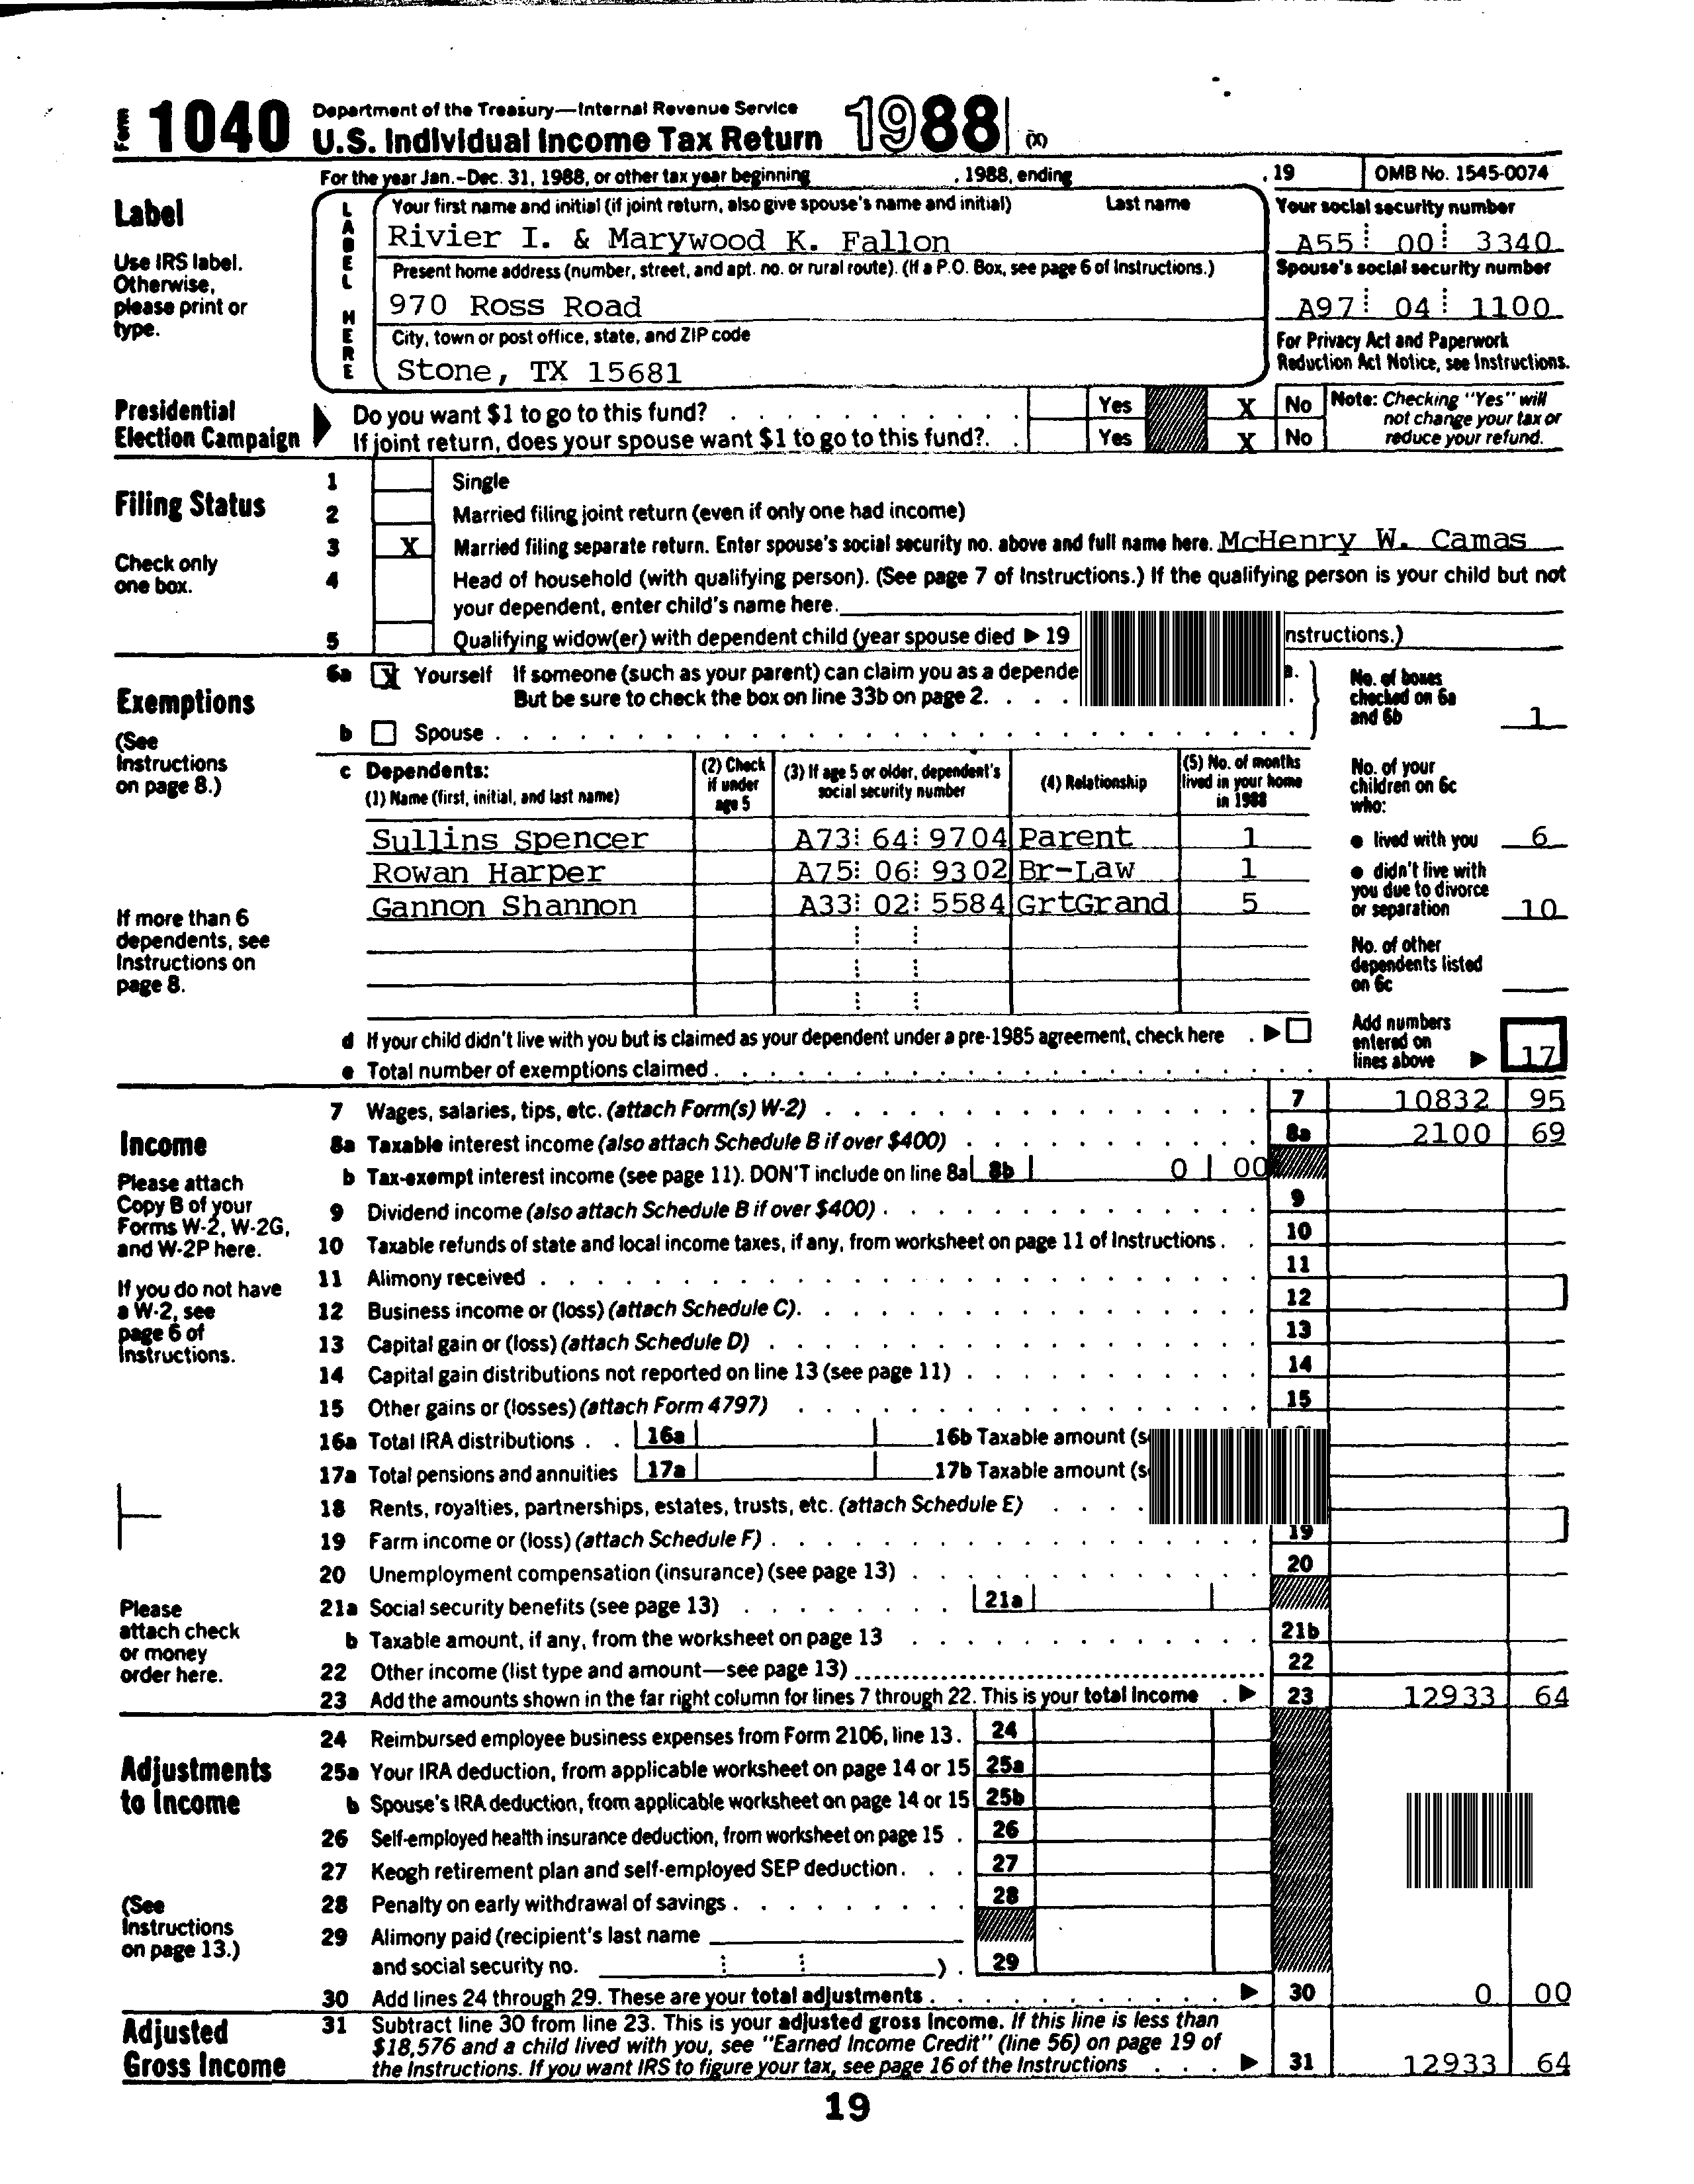 Form 1040 Department of the Treasury—Internal Revenue Service
U.S. Individual Income Tax Return 1988 (X)
For the year Jan.–Dec. 31, 1988, or other tax year beginning , 1988, ending , 19 OMB No. 1545-0074
Label
Use IRS label.
Otherwise,
please print or
type.
LABEL HERE
Your first name and initial (if joint return, also give spouse's name and initial) Last name
Rivier I. & Marywood K. Fallon
Your social security number
A55 00 3340
Present home address (number, street, and apt. no. or rural route). (If a P.O. Box, see page 6 of Instructions.)
970 Ross Road
Spouse's social security number
A97 04 1100
City, town or post office, state, and ZIP code
Stone, TX 15681
For Privacy Act and Paperwork
Reduction Act Notice, see Instructions.
Presidential
Election Campaign
Do you want $1 to go to this fund? Yes X No
If joint return, does your spouse want $1 to go to this fund? Yes X No
Note: Checking "Yes" will
not change your tax or
reduce your refund.
Filing Status
Check only
one box.
1 Single
2 Married filing joint return (even if only one had income)
3 X Married filing separate return. Enter spouse's social security no. above and full name here. McHenry W. Camas
4 Head of household (with qualifying person). (See page 7 of Instructions.) If the qualifying person is your child but not
your dependent, enter child's name here.
5 Qualifying widow(er) with dependent child (year spouse died ▶ 19 nstructions.)
Exemptions
(See
Instructions
on page 8.)
6a X Yourself If someone (such as your parent) can claim you as a depende
But be sure to check the box on line 33b on page 2.
b Spouse
No. of boxes
checked on 6a
and 6b 1
c Dependents:
(1) Name (first, initial, and last name)
(2) Check
if under
age 5
(3) If age 5 or older, dependent's
social security number
(4) Relationship
(5) No. of months
lived in your home
in 1988
Sullins Spencer A73 64 9704 Parent 1
Rowan Harper A75 06 9302 Br-Law 1
Gannon Shannon A33 02 5584 GrtGrand 5
No. of your
children on 6c
who:
● lived with you 6
● didn't live with
you due to divorce
or separation 10
No. of other
dependents listed
on 6c
If more than 6
dependents, see
Instructions on
page 8.
d If your child didn't live with you but is claimed as your dependent under a pre-1985 agreement, check here ▶
e Total number of exemptions claimed
Add numbers
entered on
lines above ▶ 17
Income
Please attach
Copy B of your
Forms W-2, W-2G,
and W-2P here.
If you do not have
a W-2, see
page 6 of
Instructions.
Please
attach check
or money
order here.
7 Wages, salaries, tips, etc. (attach Form(s) W-2) 7 10832 95
8a Taxable interest income (also attach Schedule B if over $400) 8a 2100 69
b Tax-exempt interest income (see page 11). DON'T include on line 8a 8b 0 00
9 Dividend income (also attach Schedule B if over $400) 9
10 Taxable refunds of state and local income taxes, if any, from worksheet on page 11 of Instructions 10
11 Alimony received 11
12 Business income or (loss) (attach Schedule C) 12
13 Capital gain or (loss) (attach Schedule D) 13
14 Capital gain distributions not reported on line 13 (see page 11) 14
15 Other gains or (losses) (attach Form 4797) 15
16a Total IRA distributions 16a 16b Taxable amount (s
17a Total pensions and annuities 17a 17b Taxable amount (s
18 Rents, royalties, partnerships, estates, trusts, etc. (attach Schedule E)
19 Farm income or (loss) (attach Schedule F) 19
20 Unemployment compensation (insurance) (see page 13) 20
21a Social security benefits (see page 13) 21a
b Taxable amount, if any, from the worksheet on page 13 21b
22 Other income (list type and amount—see page 13) 22
23 Add the amounts shown in the far right column for lines 7 through 22. This is your total income ▶ 23 12933 64
Adjustments
to Income
(See
Instructions
on page 13.)
24 Reimbursed employee business expenses from Form 2106, line 13 24
25a Your IRA deduction, from applicable worksheet on page 14 or 15 25a
b Spouse's IRA deduction, from applicable worksheet on page 14 or 15 25b
26 Self-employed health insurance deduction, from worksheet on page 15 26
27 Keogh retirement plan and self-employed SEP deduction 27
28 Penalty on early withdrawal of savings 28
29 Alimony paid (recipient's last name
and social security no. ) 29
30 Add lines 24 through 29. These are your total adjustments ▶ 30 0 00
Adjusted
Gross Income
31 Subtract line 30 from line 23. This is your adjusted gross income. If this line is less than
$18,576 and a child lived with you, see "Earned Income Credit" (line 56) on page 19 of
the Instructions. If you want IRS to figure your tax, see page 16 of the Instructions ▶ 31 12933 64
19